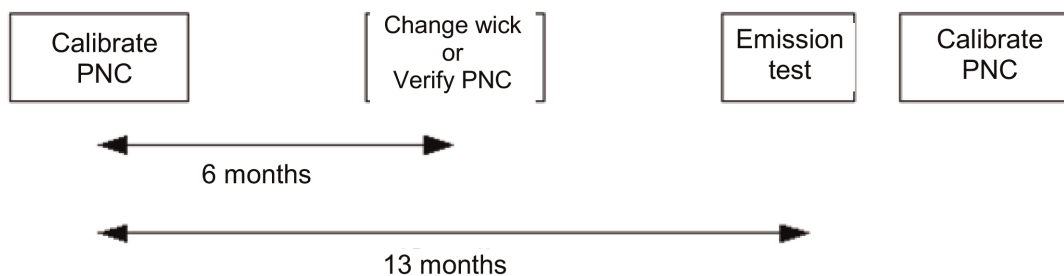 Calibrate
PNC
Change wick
or
Verify PNC
Emission
test
Calibrate
PNC
6 months
13 months